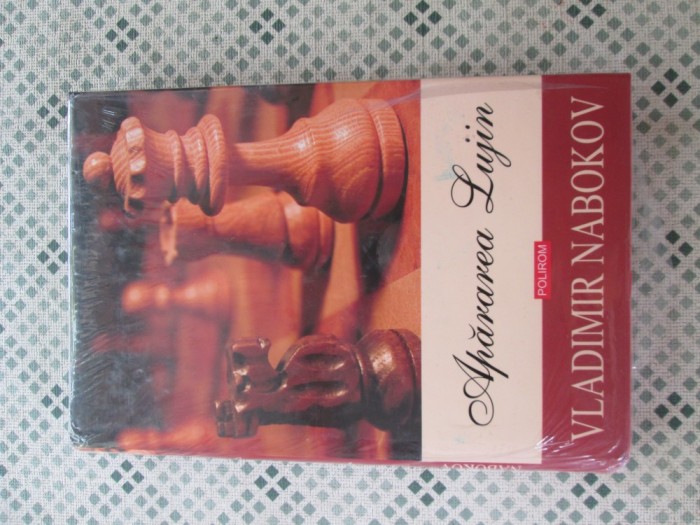 Apărarea Lujin
POLIROM
VLADIMIR NABOKOV
NABOKOV